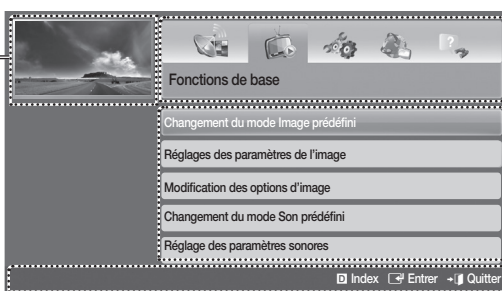 Fonctions de base
Changement du mode Image prédéfini
Réglages des paramètres de l'image
Modification des options d'image
Changement du mode Son prédéfini
Réglage des paramètres sonores
D Index Entrer Quitter